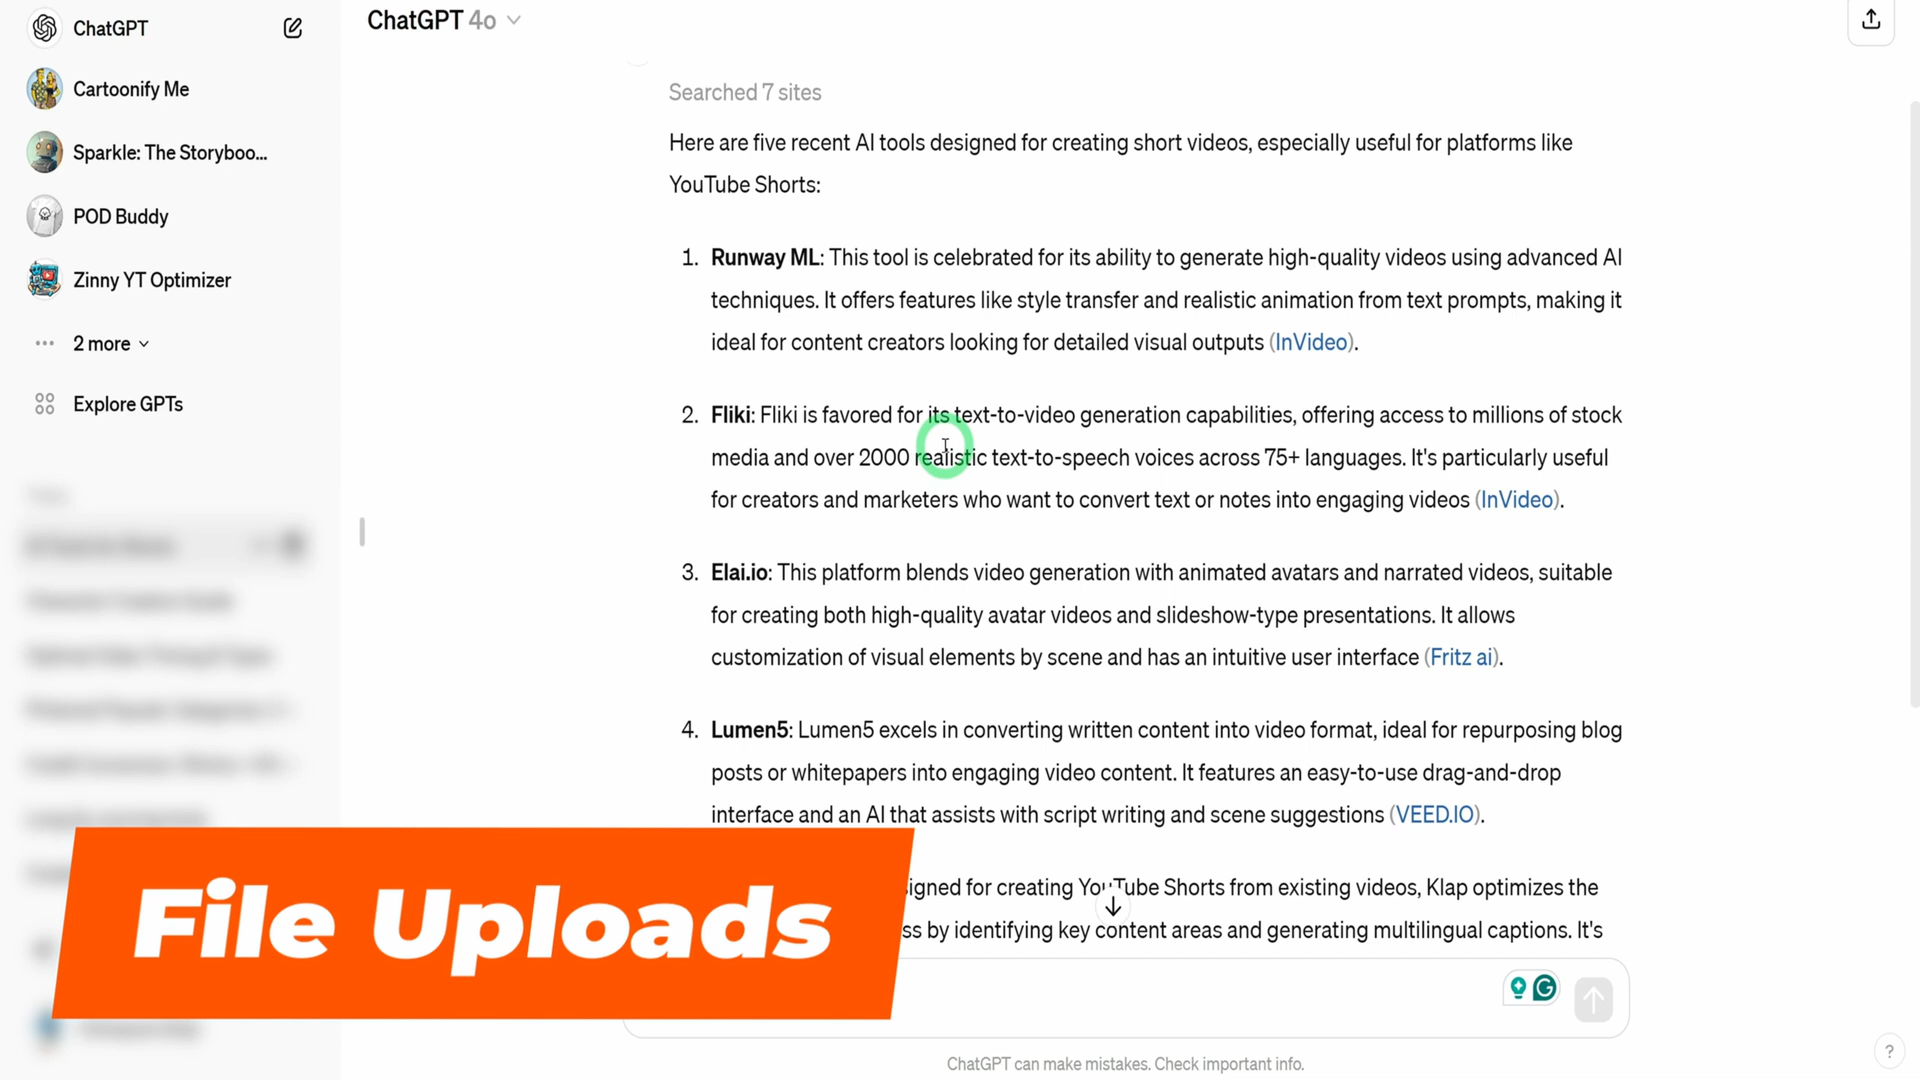 ChatGPT
Cartoonify Me
Sparkle: The Storyboo...
POD Buddy
Zinny YT Optimizer
2 more
Explore GPTs
ChatGPT 4o
Searched 7 sites
Here are five recent AI tools designed for creating short videos, especially useful for platforms like
YouTube Shorts:
1. Runway ML: This tool is celebrated for its ability to generate high-quality videos using advanced AI
techniques. It offers features like style transfer and realistic animation from text prompts, making it
ideal for content creators looking for detailed visual outputs (InVideo).
2. Fliki: Fliki is favored for its text-to-video generation capabilities, offering access to millions of stock
media and over 2000 realistic text-to-speech voices across 75+ languages. It's particularly useful
for creators and marketers who want to convert text or notes into engaging videos (InVideo).
3. Elai.io: This platform blends video generation with animated avatars and narrated videos, suitable
for creating both high-quality avatar videos and slideshow-type presentations. It allows
customization of visual elements by scene and has an intuitive user interface (Fritz ai).
4. Lumen5: Lumen5 excels in converting written content into video format, ideal for repurposing blog
posts or whitepapers into engaging video content. It features an easy-to-use drag-and-drop
interface and an AI that assists with script writing and scene suggestions (VEED.IO).
for creating YouTube Shorts from existing videos, Klap optimizes the
by identifying key content areas and generating multilingual captions. It's
File Uploads
ChatGPT can make mistakes. Check important info.
?